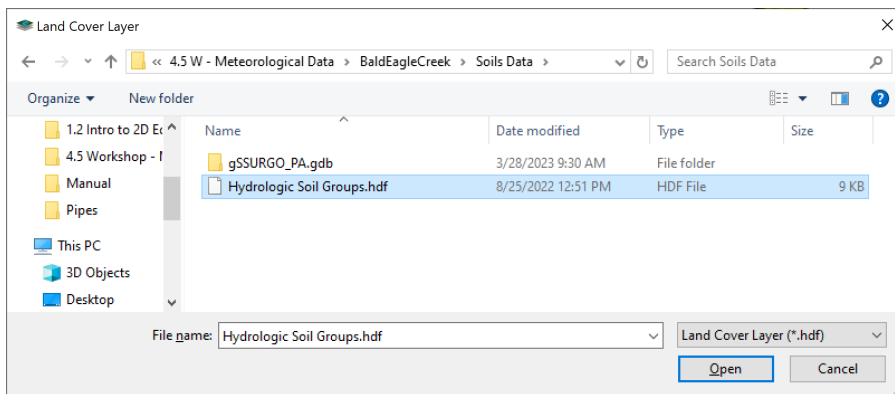 Land Cover Layer
« 4.5 W - Meteorological Data > BaldEagleCreek > Soils Data >
Search Soils Data
Organize
New folder
Name Date modified Type Size
1.2 Intro to 2D Ec
4.5 Workshop - M
Manual
Pipes
This PC
3D Objects
Desktop
gSSURGO_PA.gdb 3/28/2023 9:30 AM File folder
Hydrologic Soil Groups.hdf 8/25/2022 12:51 PM HDF File 9 KB
File name: Hydrologic Soil Groups.hdf
Land Cover Layer (*.hdf)
Open Cancel